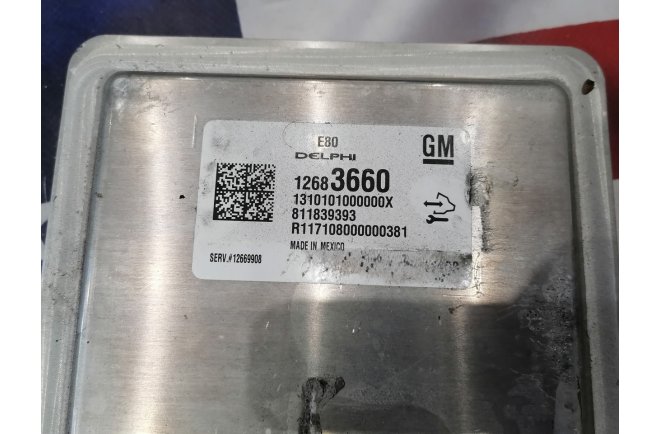 E80
DELPHI
GM
12683660
1310101000000X
811839393
R117108000000381
MADE IN MEXICO
SERV.#12669908